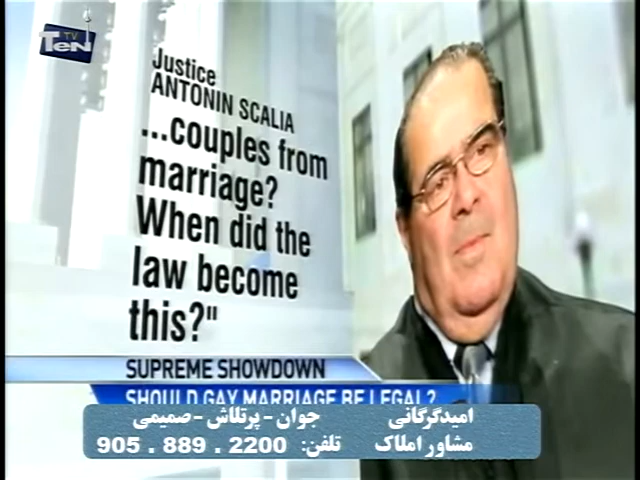 TV
TEN
Justice
ANTONIN SCALIA
...couples from
marriage?
When did the
law become
this?"
SUPREME SHOWDOWN
SHOULD GAY MARRIAGE BE LEGAL?
امیدگرگانی جوان - پرتلاش - صمیمی
مشاور املاک تلفن: 2200 . 889 . 905